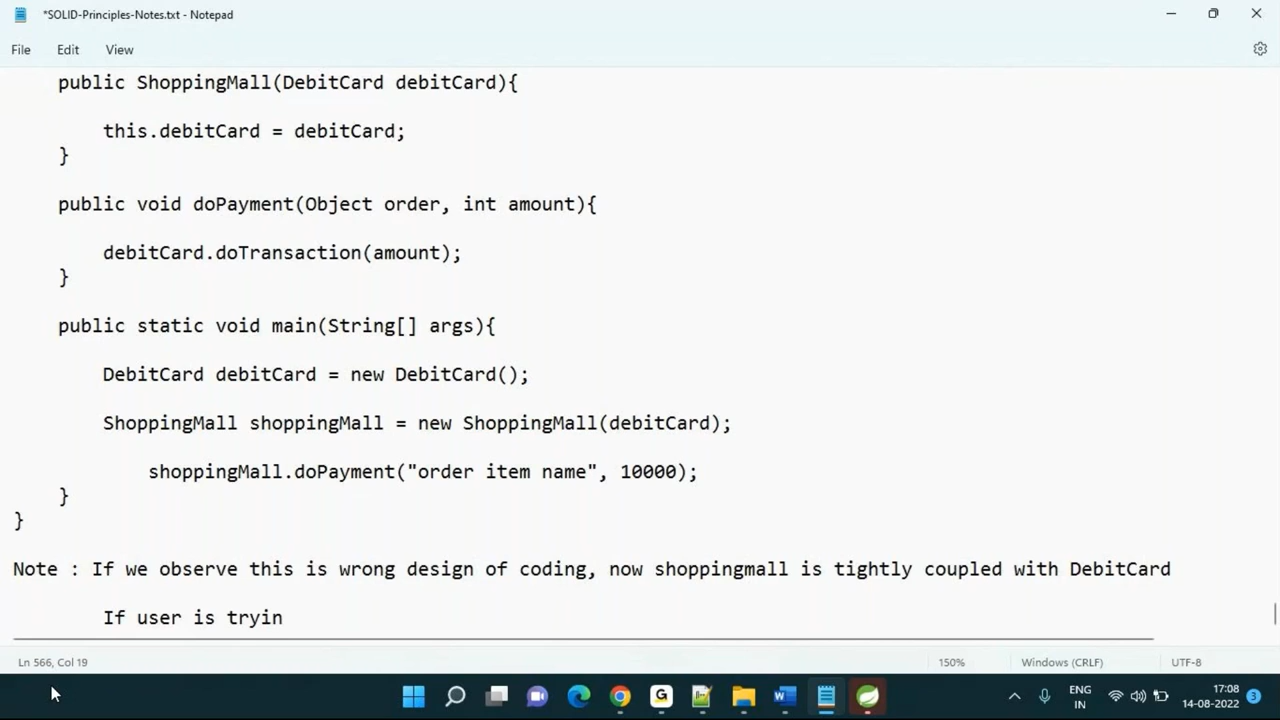 *SOLID-Principles-Notes.txt - Notepad
File Edit View
public ShoppingMall(DebitCard debitCard){
this.debitCard = debitCard;
}
public void doPayment(Object order, int amount){
debitCard.doTransaction(amount);
}
public static void main(String[] args){
DebitCard debitCard = new DebitCard();
ShoppingMall shoppingMall = new ShoppingMall(debitCard);
shoppingMall.doPayment("order item name", 10000);
}
}
Note : If we observe this is wrong design of coding, now shoppingmall is tightly coupled with DebitCard
If user is tryin
Ln 566, Col 19 150% Windows (CRLF) UTF-8
ENG 17:08
IN 14-08-2022 3